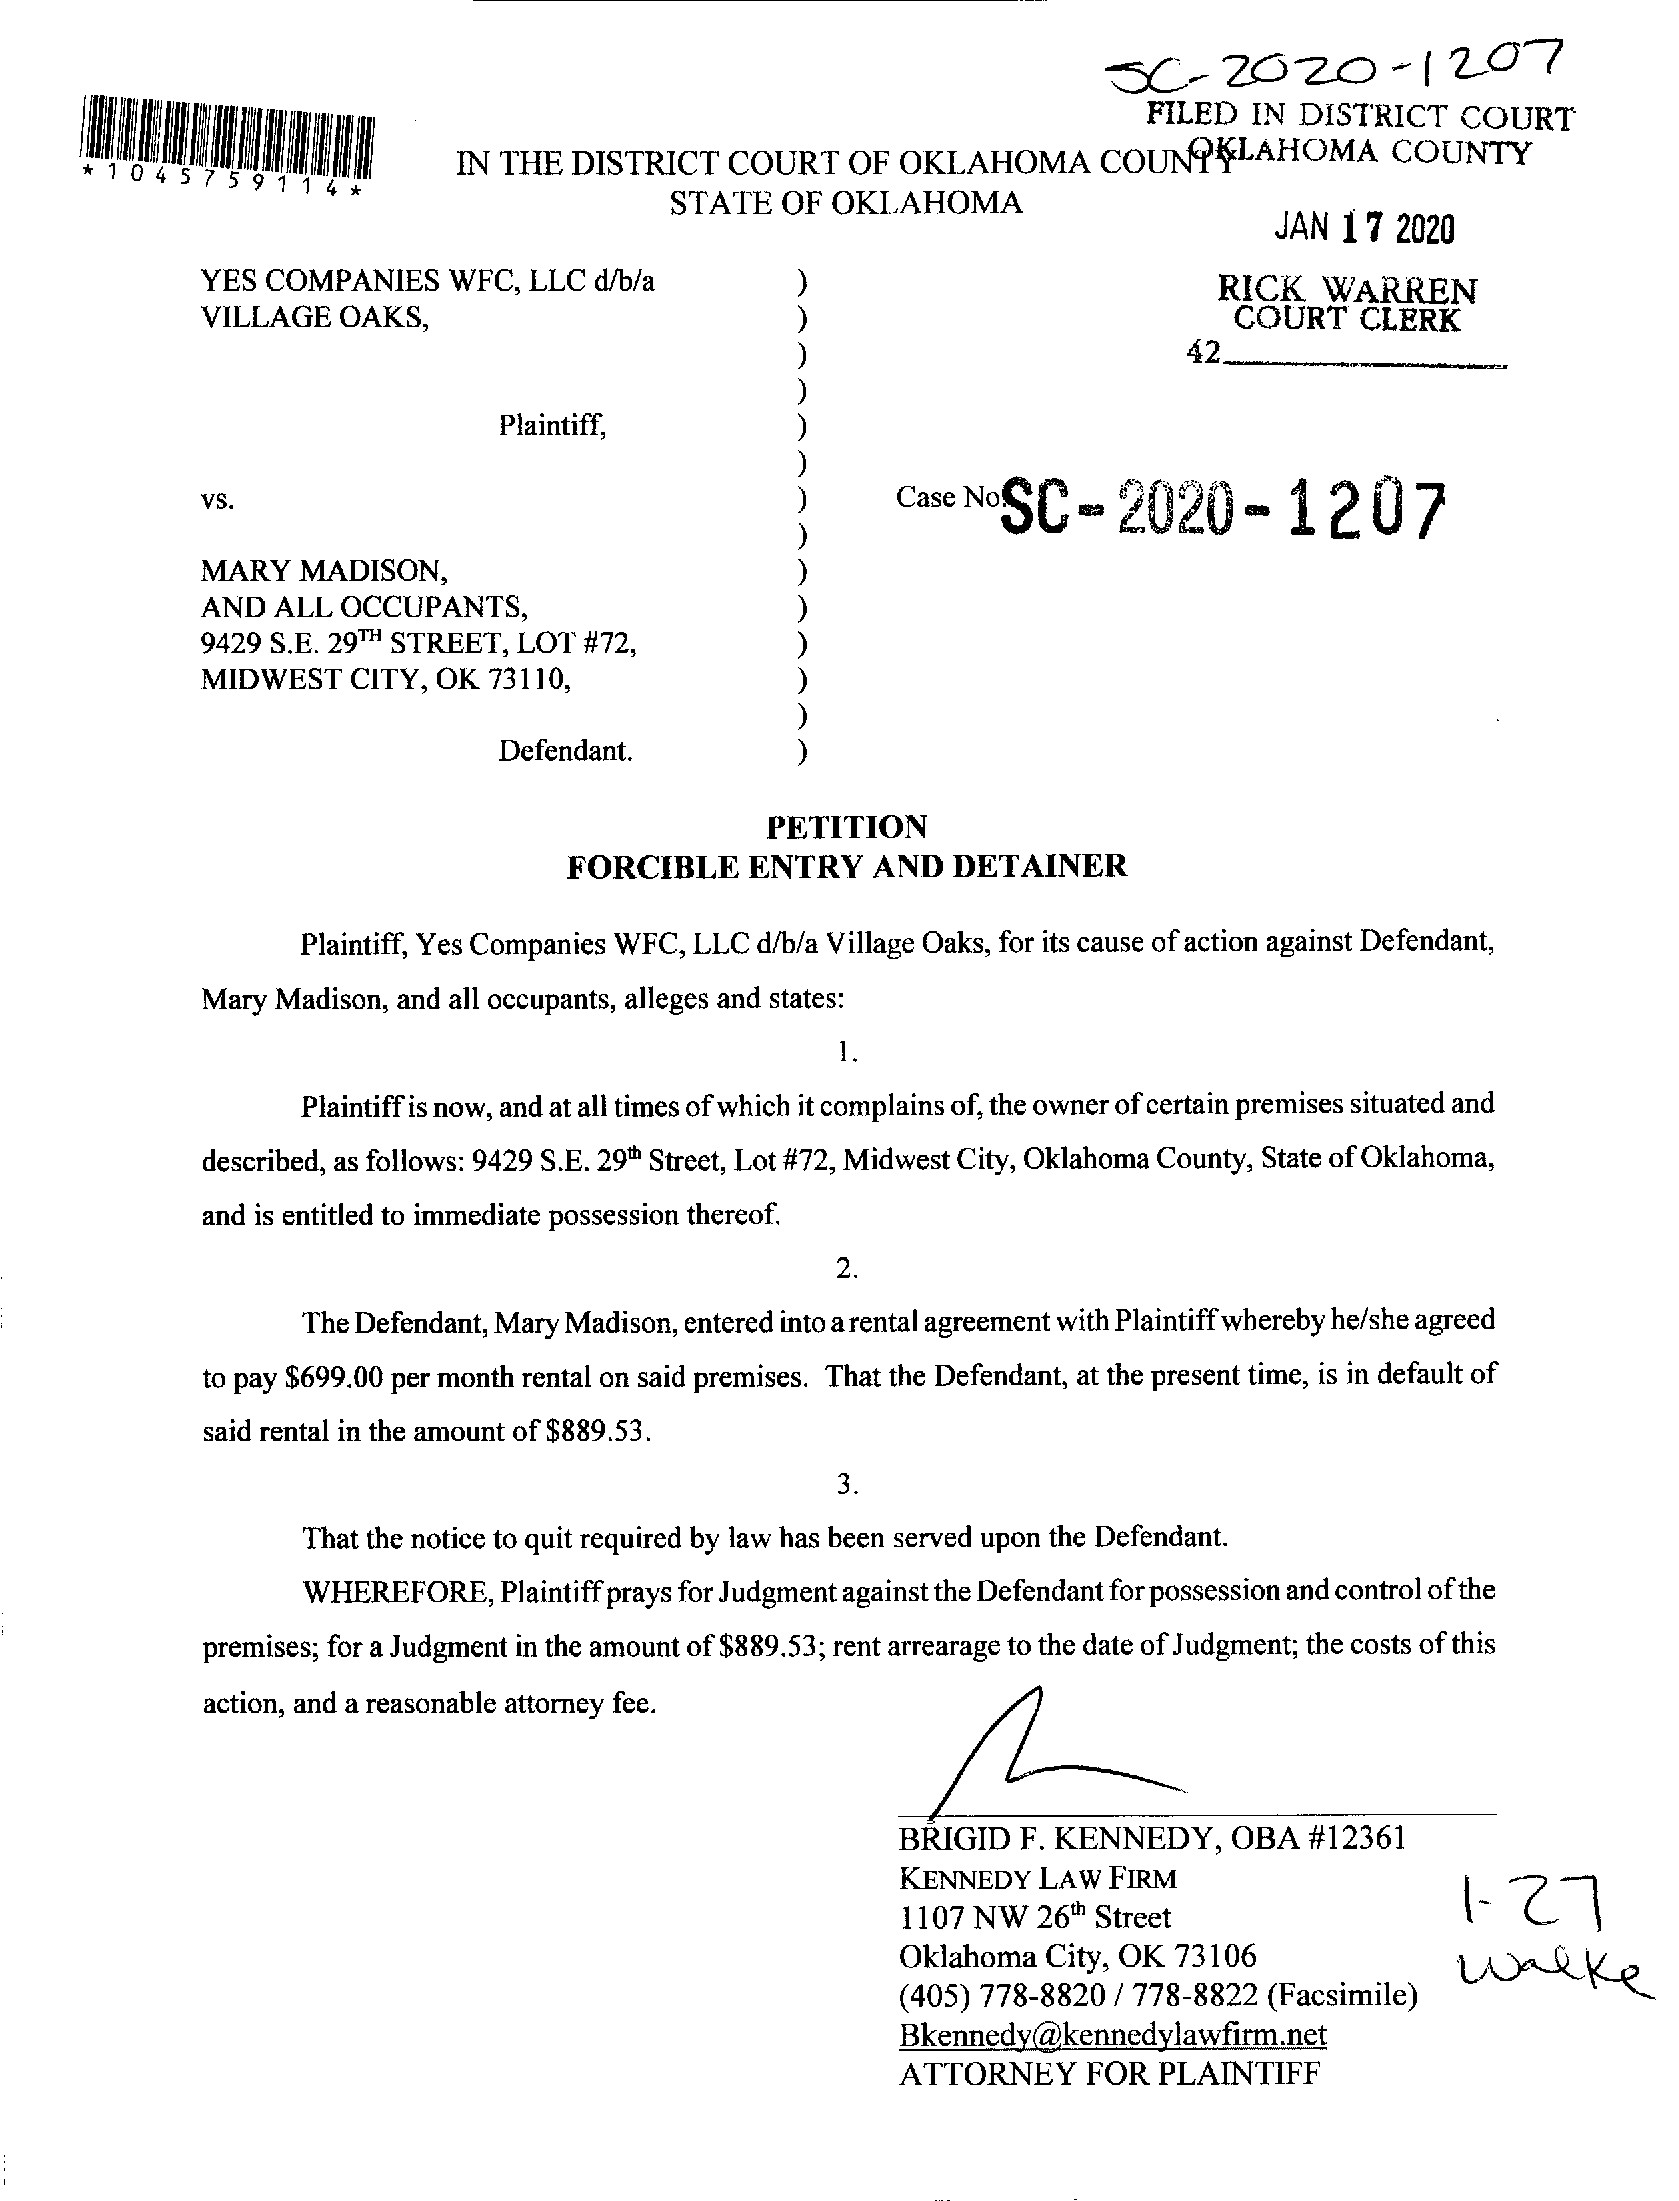 SC-2020-1207
FILED IN DISTRICT COURT
OKLAHOMA COUNTY
*1045759114*
IN THE DISTRICT COURT OF OKLAHOMA COUNTY
STATE OF OKLAHOMA
JAN 17 2020
RICK WARREN
COURT CLERK
42
YES COMPANIES WFC, LLC d/b/a )
VILLAGE OAKS, )
)
)
Plaintiff, )
)
vs. ) Case No. SC-2020-1207
)
MARY MADISON, )
AND ALL OCCUPANTS, )
9429 S.E. 29TH STREET, LOT #72, )
MIDWEST CITY, OK 73110, )
)
Defendant. )
PETITION
FORCIBLE ENTRY AND DETAINER
Plaintiff, Yes Companies WFC, LLC d/b/a Village Oaks, for its cause of action against Defendant,
Mary Madison, and all occupants, alleges and states:
1.
Plaintiff is now, and at all times of which it complains of, the owner of certain premises situated and
described, as follows: 9429 S.E. 29th Street, Lot #72, Midwest City, Oklahoma County, State of Oklahoma,
and is entitled to immediate possession thereof.
2.
The Defendant, Mary Madison, entered into a rental agreement with Plaintiff whereby he/she agreed
to pay $699.00 per month rental on said premises. That the Defendant, at the present time, is in default of
said rental in the amount of $889.53.
3.
That the notice to quit required by law has been served upon the Defendant.
WHEREFORE, Plaintiff prays for Judgment against the Defendant for possession and control of the
premises; for a Judgment in the amount of $889.53; rent arrearage to the date of Judgment; the costs of this
action, and a reasonable attorney fee.
BRIGID F. KENNEDY, OBA #12361
KENNEDY LAW FIRM
1107 NW 26th Street
Oklahoma City, OK 73106
(405) 778-8820 / 778-8822 (Facsimile)
Bkennedy@kennedylawfirm.net
ATTORNEY FOR PLAINTIFF
1-27
Walke